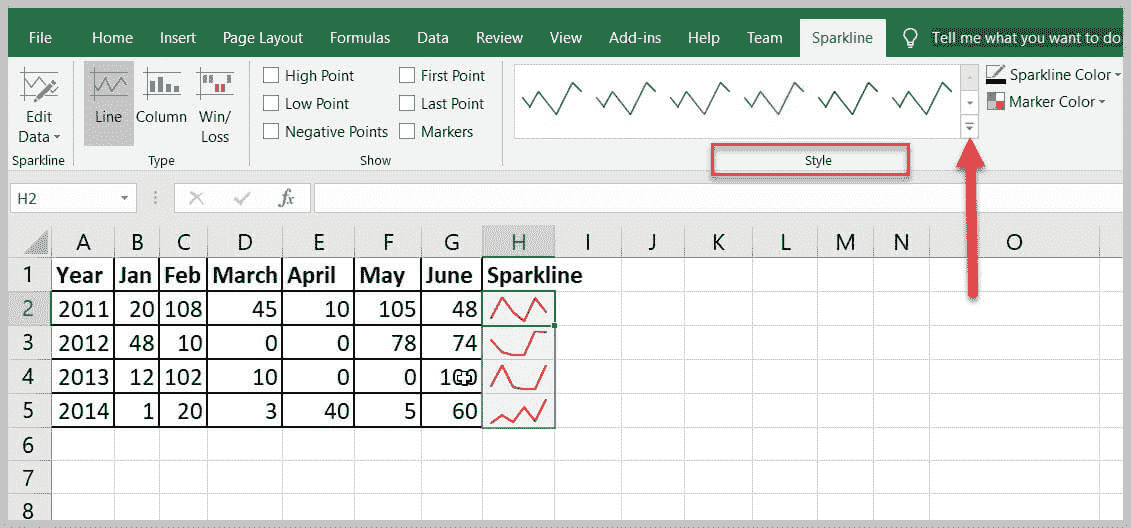 File Home Insert Page Layout Formulas Data Review View Add-ins Help Team Sparkline Tell me what you want to do
Edit Data
Line
Column
Win/
Loss
High Point
Low Point
Negative Points
First Point
Last Point
Markers
Sparkline Color
Marker Color
Sparkline Type Show Style
H2 fx
A B C D E F G H I J K L M N O
1 Year Jan Feb March April May June Sparkline
2 2011 20 108 45 10 105 48
3 2012 48 10 0 0 78 74
4 2013 12 102 10 0 0 100
5 2014 1 20 3 40 5 60
6
7
8